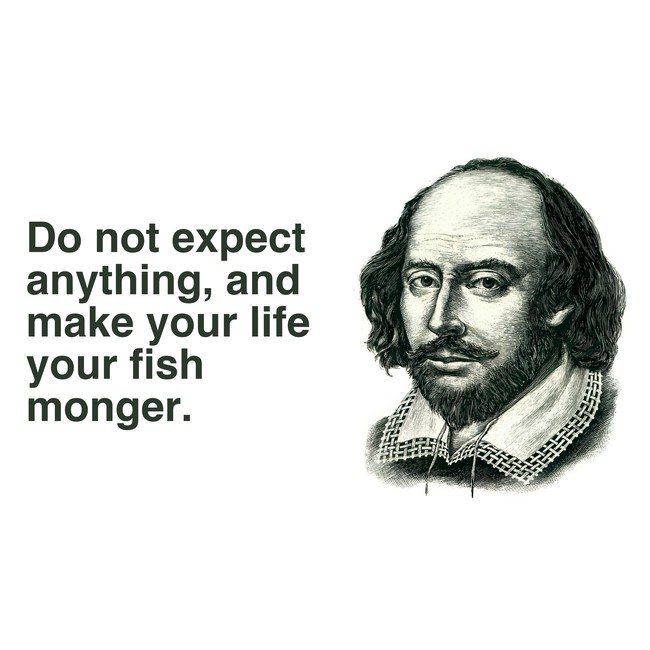 Do not expect
anything, and
make your life
your fish
monger.